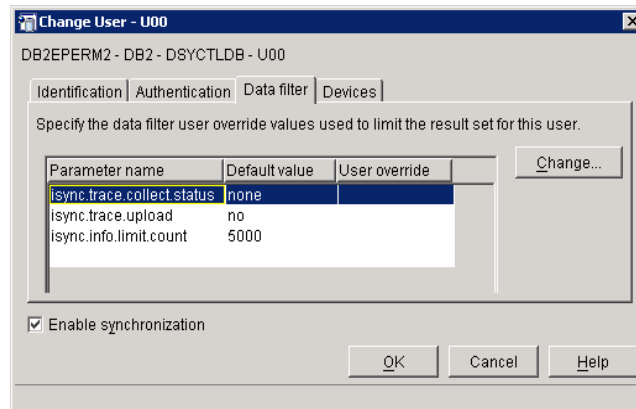 Change User - U00
DB2EPERM2 - DB2 - DSYCTLDB - U00
Identification Authentication Data filter Devices
Specify the data filter user override values used to limit the result set for this user.
Parameter name Default value User override Change...
isync.trace.collect.status none
isync.trace.upload no
isync.info.limit.count 5000
Enable synchronization
OK Cancel Help